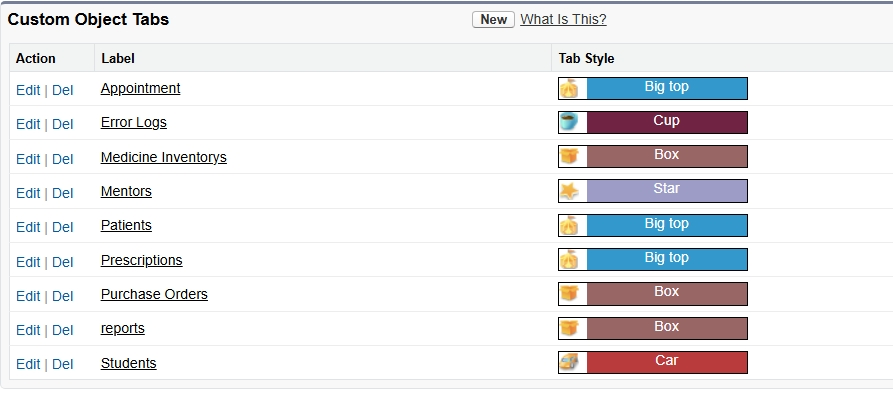 Custom Object Tabs New What Is This?
Action Label Tab Style
Edit | Del Appointment Big top
Edit | Del Error Logs Cup
Edit | Del Medicine Inventorys Box
Edit | Del Mentors Star
Edit | Del Patients Big top
Edit | Del Prescriptions Big top
Edit | Del Purchase Orders Box
Edit | Del reports Box
Edit | Del Students Car